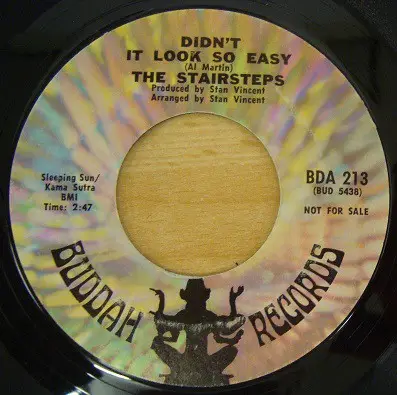 DIDN'T
IT LOOK SO EASY
(Al Martin)
THE STAIRSTEPS
Produced by Stan Vincent
Arranged by Stan Vincent
Sleeping Sun/
Kama Sutra
BMI
Time: 2:47
BDA 213
(BUD 5438)
NOT FOR SALE
BUDDAH RECORDS